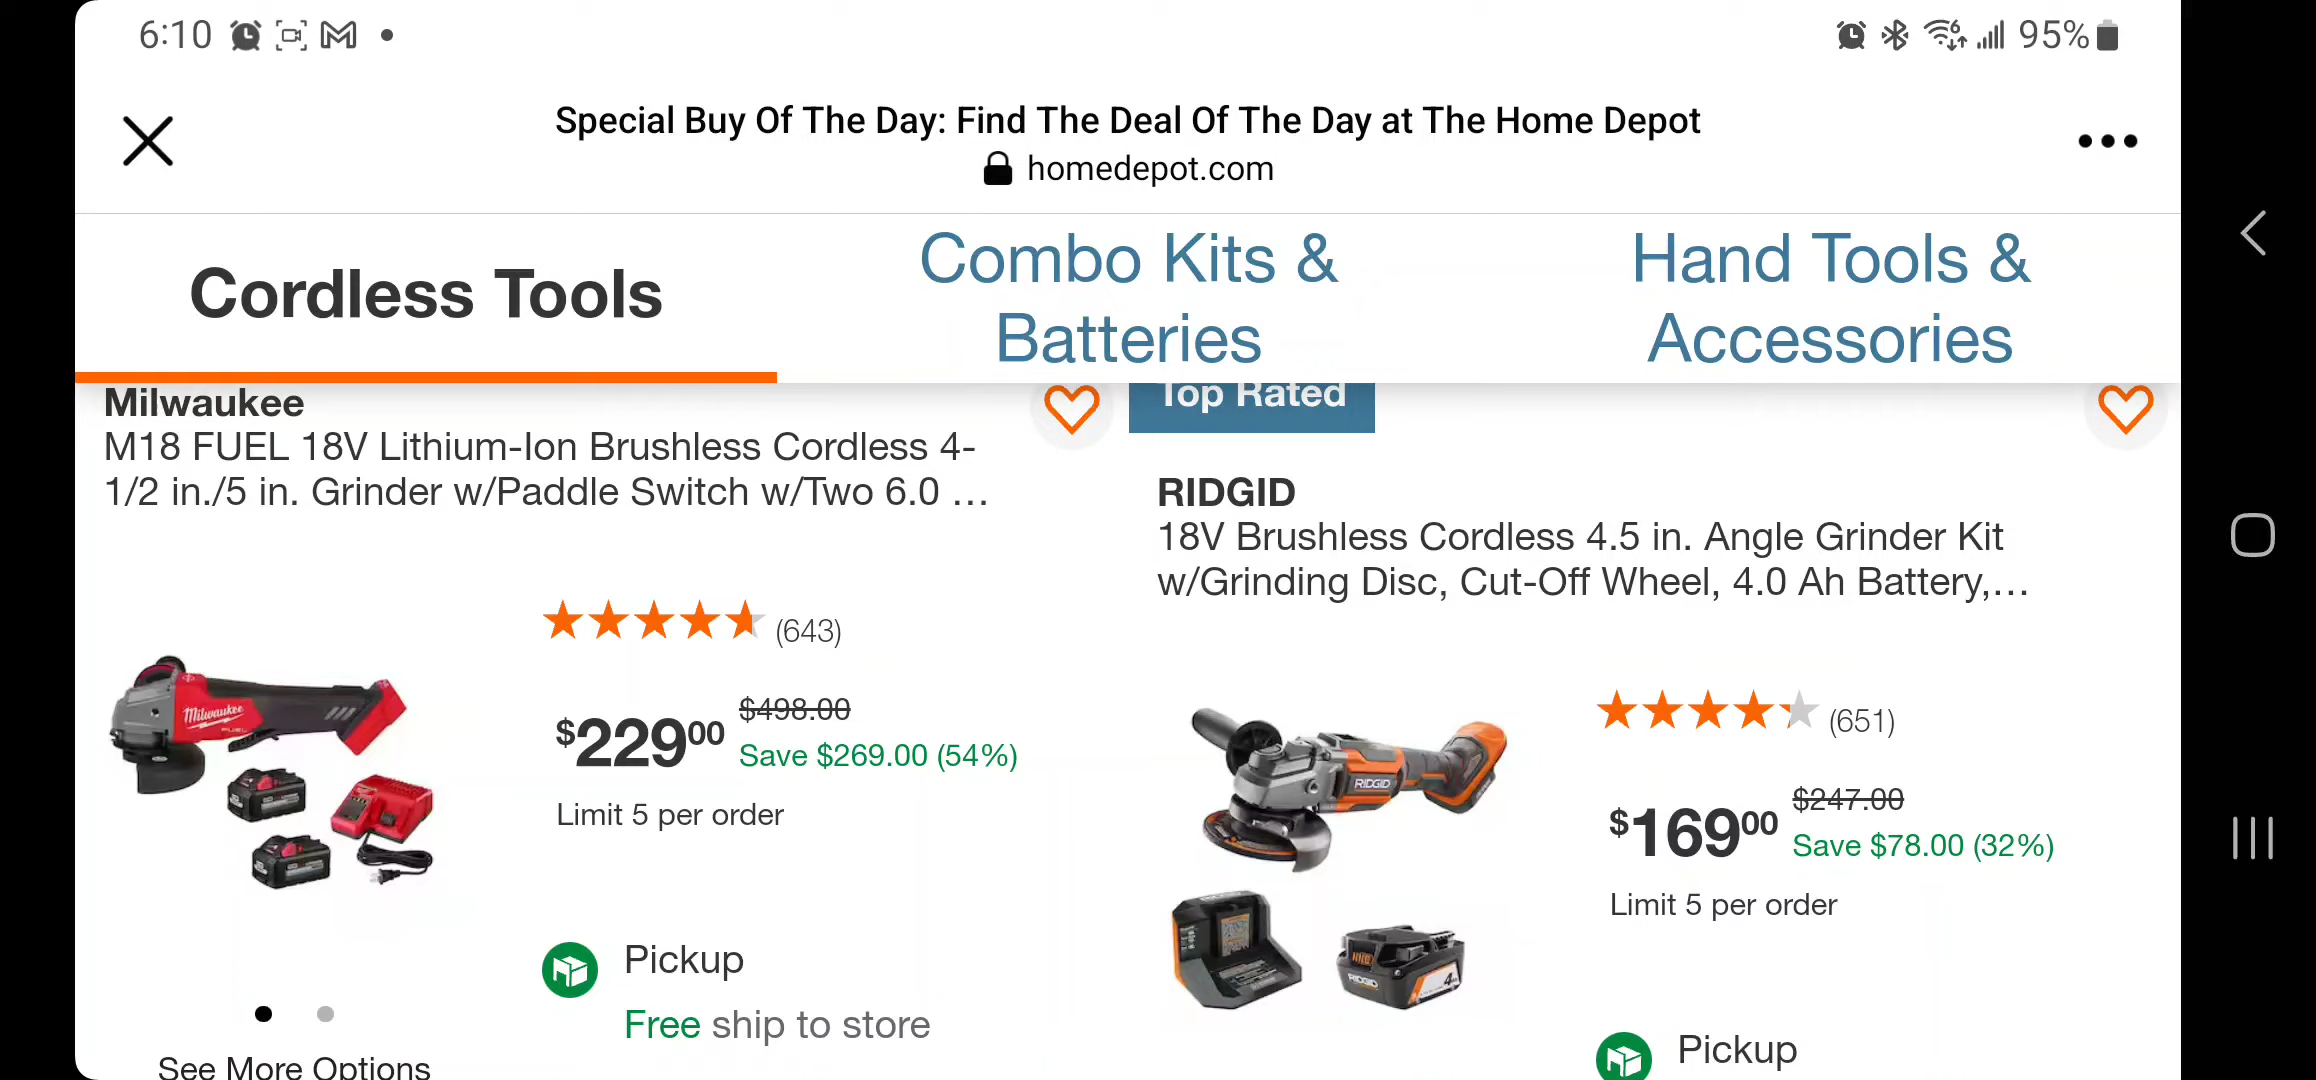 6:10
95%
Special Buy Of The Day: Find The Deal Of The Day at The Home Depot
homedepot.com
Cordless Tools
Combo Kits &
Batteries
Hand Tools &
Accessories
Milwaukee
M18 FUEL 18V Lithium-Ion Brushless Cordless 4-
1/2 in./5 in. Grinder w/Paddle Switch w/Two 6.0 ...
Milwaukee
FUEL
(643)
$22900
$498.00
Save $269.00 (54%)
Limit 5 per order
Pickup
Free ship to store
See More Options
Top Rated
RIDGID
18V Brushless Cordless 4.5 in. Angle Grinder Kit
w/Grinding Disc, Cut-Off Wheel, 4.0 Ah Battery,...
RIDGID
RIDGID
(651)
$16900
$247.00
Save $78.00 (32%)
Limit 5 per order
Pickup